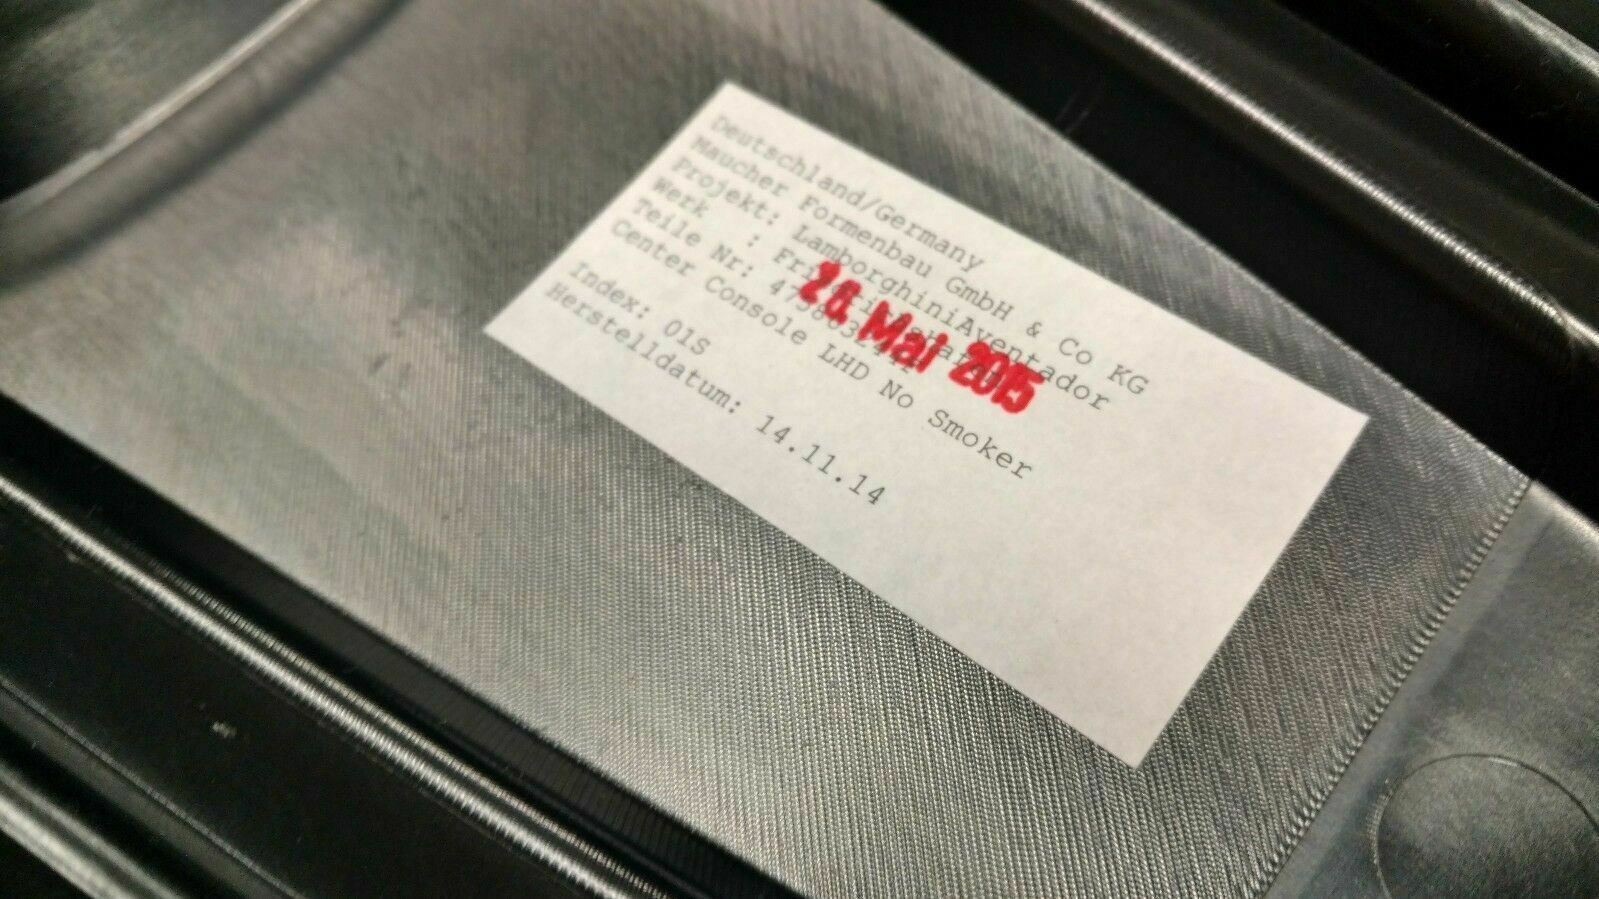 Deutschland/Germany
Maucher Formenbau GmbH & Co KG
Projekt: LamborghiniAventador
Werk :
Teile Nr:
Center Console LHD No Smoker
Index: 01S
Herstelldatum: 14.11.14
20. Mai 2015